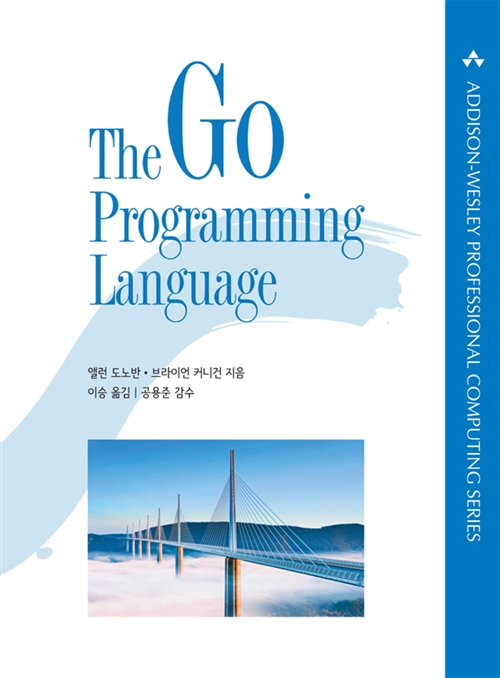 The Go
Programming
Language
앨런 도노반 • 브라이언 커니건 지음
이승 옮김 | 공용준 감수
ADDISON-WESLEY PROFESSIONAL COMPUTING SERIES